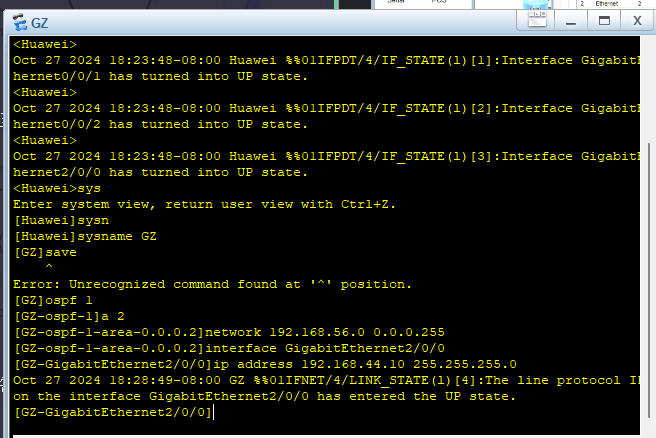 Serial
POS
2
Ethernet
2
GZ
<Huawei>
Oct 27 2024 18:23:48-08:00 Huawei %%01IFPDT/4/IF_STATE(l)[1]:Interface GigabitE
hernet0/0/1 has turned into UP state.
<Huawei>
Oct 27 2024 18:23:48-08:00 Huawei %%01IFPDT/4/IF_STATE(l)[2]:Interface GigabitE
hernet0/0/2 has turned into UP state.
<Huawei>
Oct 27 2024 18:23:48-08:00 Huawei %%01IFPDT/4/IF_STATE(l)[3]:Interface GigabitE
hernet2/0/0 has turned into UP state.
<Huawei>sys
Enter system view, return user view with Ctrl+Z.
[Huawei]sysn
[Huawei]sysname GZ
[GZ]save
^
Error: Unrecognized command found at '^' position.
[GZ]ospf 1
[GZ-ospf-1]a 2
[GZ-ospf-1-area-0.0.0.2]network 192.168.56.0 0.0.0.255
[GZ-ospf-1-area-0.0.0.2]interface GigabitEthernet2/0/0
[GZ-GigabitEthernet2/0/0]ip address 192.168.44.10 255.255.255.0
Oct 27 2024 18:28:49-08:00 GZ %%01IFNET/4/LINK_STATE(l)[4]:The line protocol I
on the interface GigabitEthernet2/0/0 has entered the UP state.
[GZ-GigabitEthernet2/0/0]